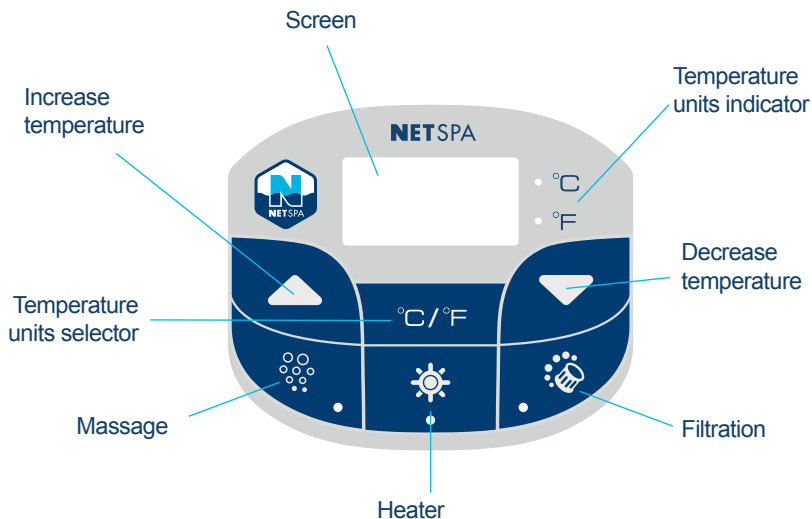 Screen
Temperature
units indicator
Increase
temperature
NETSPA
N
NETSPA
°C
°F
Decrease
temperature
Temperature
units selector
°C/°F
Massage
Filtration
Heater